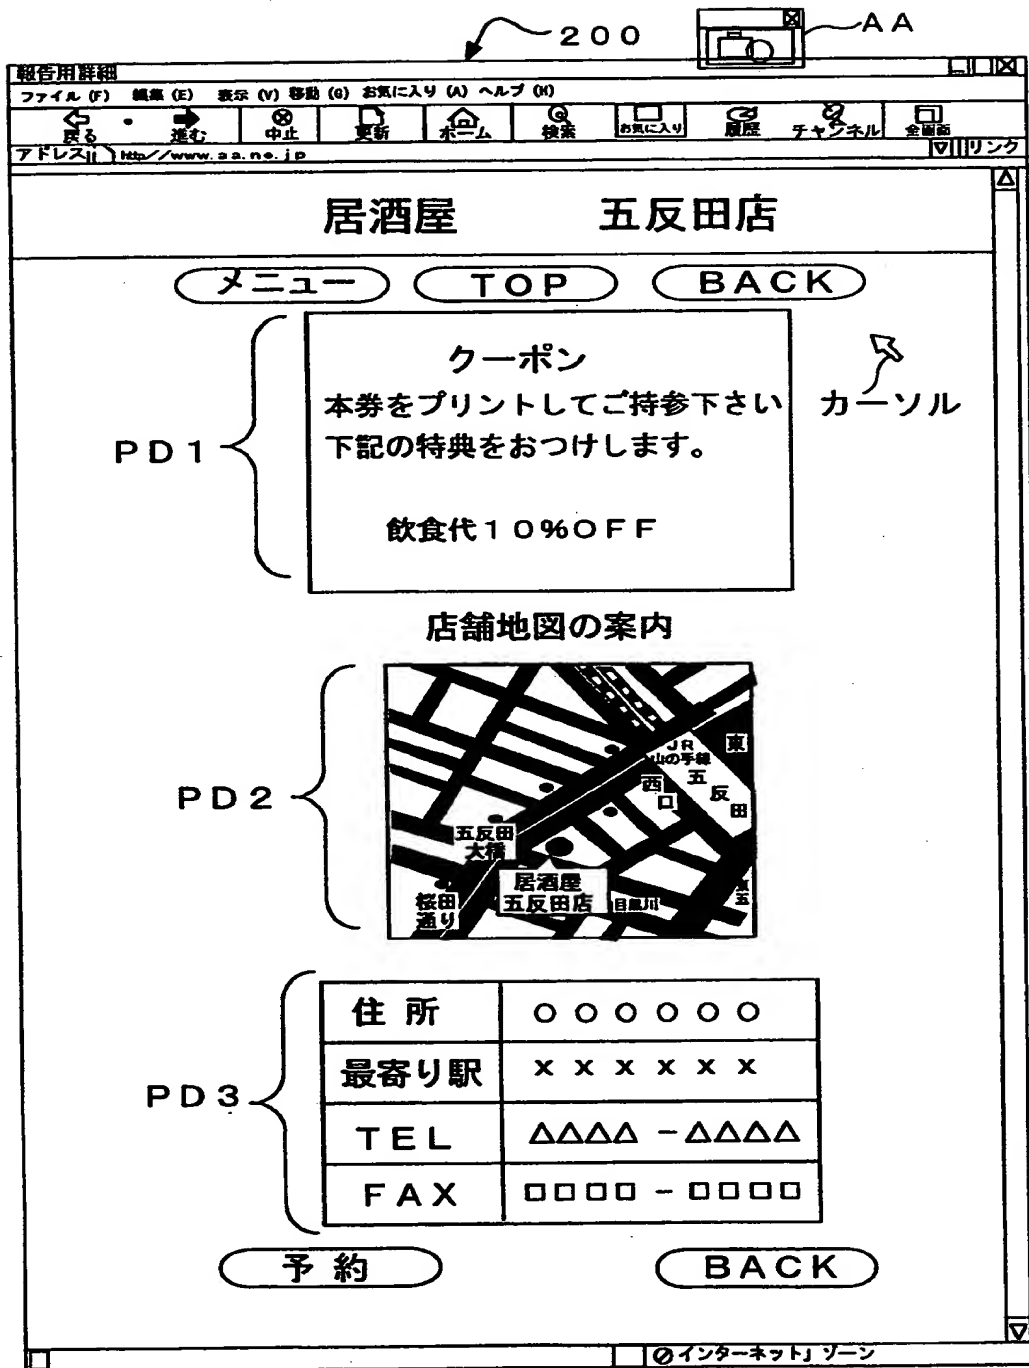 200
AA
報告用詳細
ファイル (F) 編集 (E) 表示 (V) 移動 (G) お気に入り (A) ヘルプ (H)
戻る 進む 中止 更新 ホーム 検索 お気に入り 履歴 チャンネル 全画面
アドレス http//www.aa.ne.jp リンク
居酒屋 五反田店
メニュー TOP BACK
クーポン
本券をプリントしてご持参下さい
下記の特典をおつけします。
飲食代10%OFF
カーソル
PD1
店舗地図の案内
PD2
JR
山の手線
東
西口
五反田
五反田
大橋
居酒屋
五反田店
桜田
通り
目黒川
PD3
住所 ○○○○○○
最寄り駅 ××××××
TEL △△△△-△△△△
FAX □□□□-□□□□
予約 BACK
インターネット」ゾーン